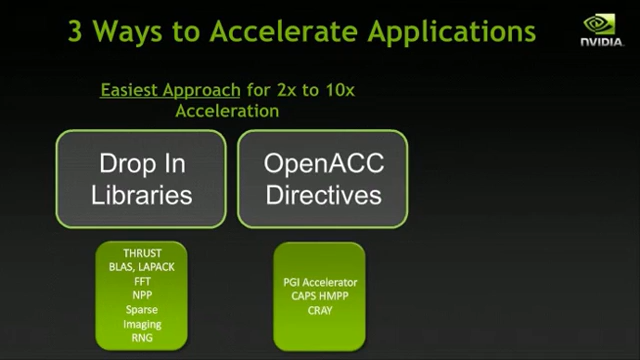 3 Ways to Accelerate Applications
NVIDIA.
Easiest Approach for 2x to 10x
Acceleration
Drop In
Libraries
OpenACC
Directives
THRUST
BLAS, LAPACK
FFT
NPP
Sparse
Imaging
RNG
PGI Accelerator
CAPS HMPP
CRAY